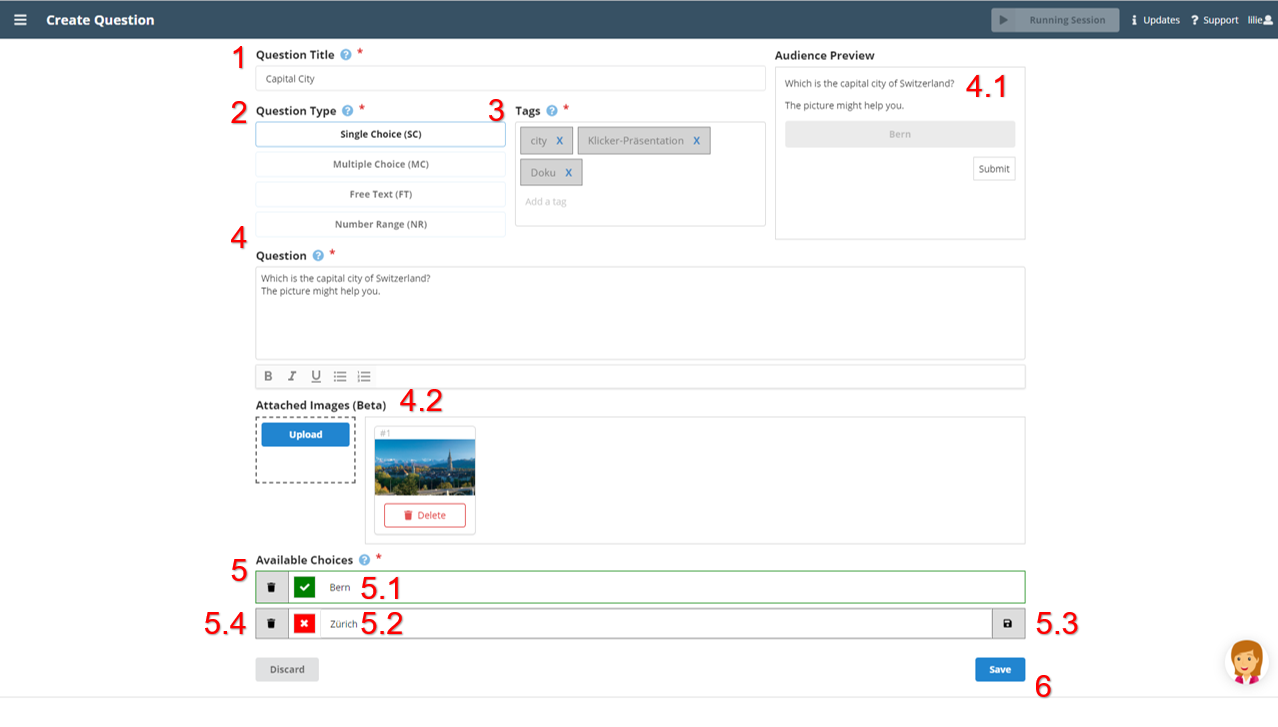 Create Question
Running Session
Updates
Support
lilie
1
Question Title *
Capital City
2
Question Type *
Single Choice (SC)
Multiple Choice (MC)
Free Text (FT)
Number Range (NR)
3
Tags *
city X
Klicker-Präsentation X
Doku X
Add a tag
Audience Preview
Which is the capital city of Switzerland?
4.1
The picture might help you.
Bern
Submit
4
Question *
Which is the capital city of Switzerland?
The picture might help you.
B I U
Attached Images (Beta)
4.2
Upload
#1
Delete
5
Available Choices *
Bern
5.1
5.4
Zürich
5.2
5.3
Discard
Save
6